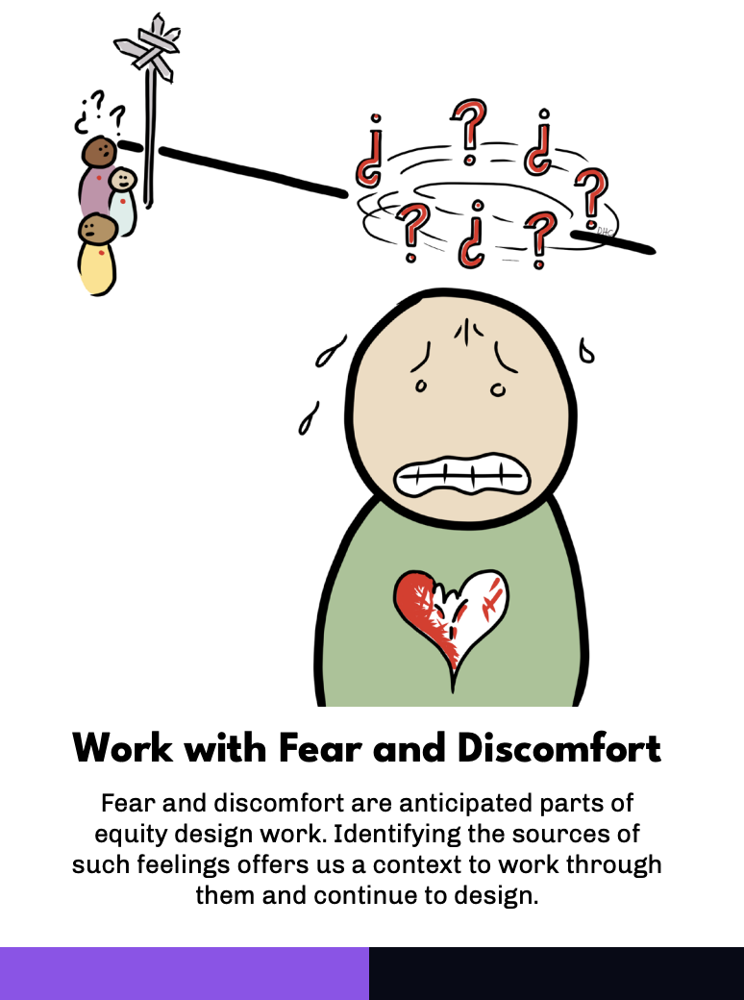 ¿ ? ?
¿ ? ¿ ?
? ¿ ?
DHC
Work with Fear and Discomfort
Fear and discomfort are anticipated parts of
equity design work. Identifying the sources of
such feelings offers us a context to work through
them and continue to design.